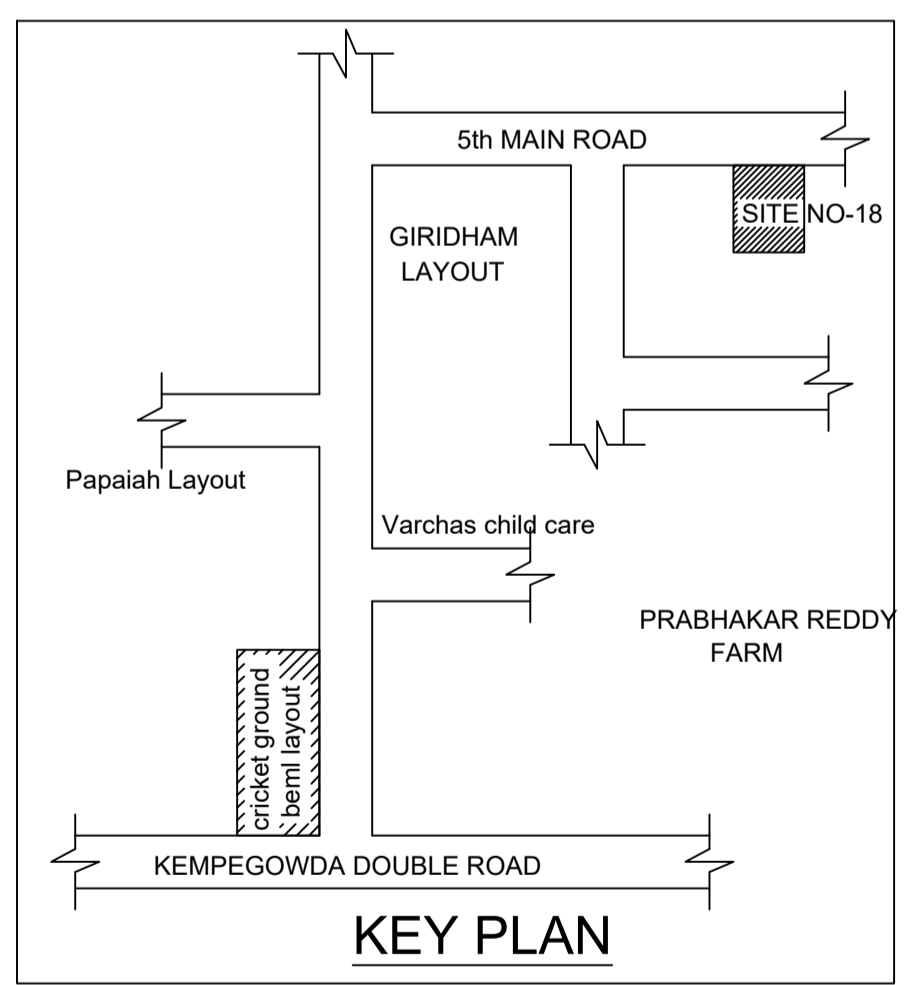 5th MAIN ROAD
SITE NO-18
GIRIDHAM
LAYOUT
Papaiah Layout
Varchas child care
PRABHAKAR REDDY
FARM
cricket ground
beml layout
KEMPEGOWDA DOUBLE ROAD
KEY PLAN